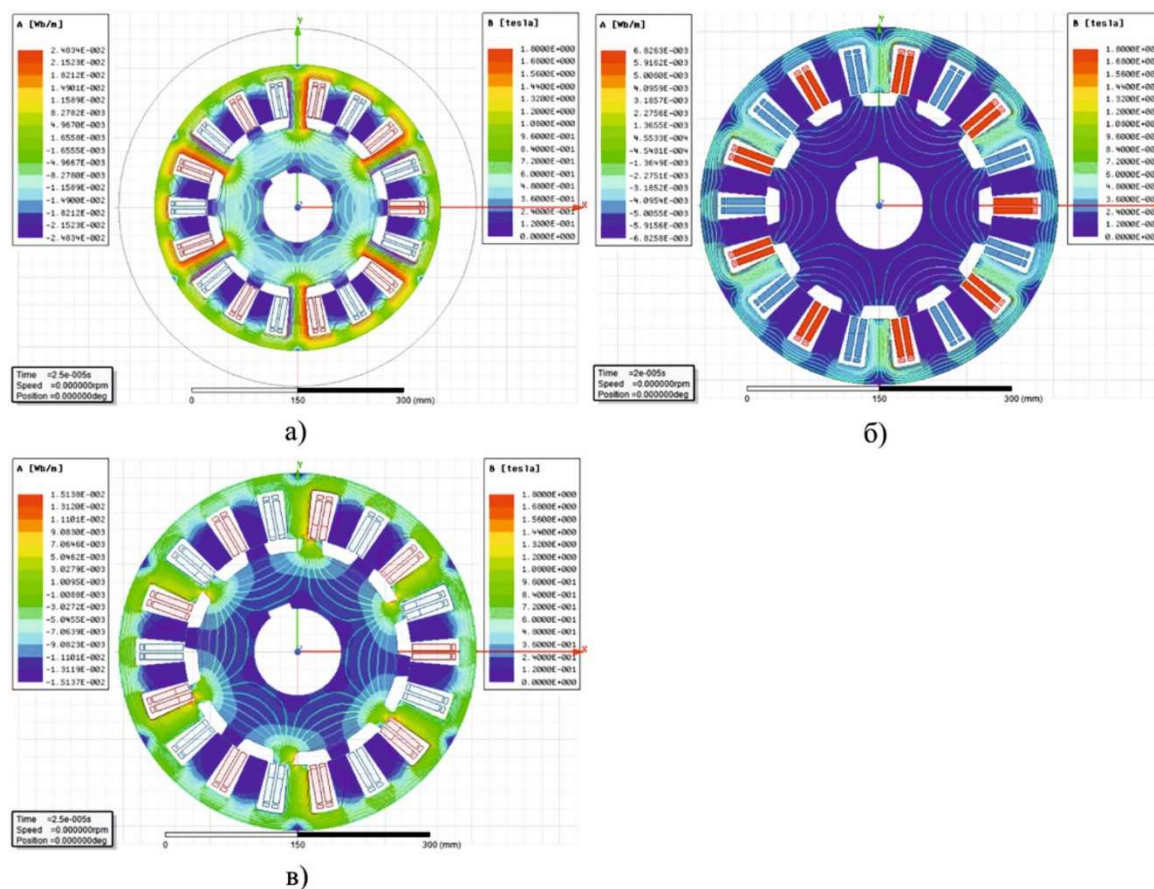 A [Wb/m]
2.4834E-002
2.1523E-002
1.8212E-002
1.4901E-002
1.1589E-002
8.2782E-003
4.9670E-003
1.6558E-003
-1.6555E-003
-4.9667E-003
-8.2780E-003
-1.1589E-002
-1.4900E-002
-1.8212E-002
-2.1523E-002
-2.4834E-002
Y
X
B [tesla]
1.8000E+000
1.6800E+000
1.5600E+000
1.4400E+000
1.3200E+000
1.2000E+000
1.0800E+000
9.6000E-001
8.4000E-001
7.2000E-001
6.0000E-001
4.8000E-001
3.6000E-001
2.4000E-001
1.2000E-001
0.0000E+000
Time =2.5e-005s
Speed =0.000000rpm
Position =0.000000deg
0 150 300 (mm)
а)
A [Wb/m]
6.8263E-003
5.9162E-003
5.0060E-003
4.0959E-003
3.1857E-003
2.2756E-003
1.3655E-003
4.5533E-004
-4.5481E-004
-1.3649E-003
-2.2751E-003
-3.1852E-003
-4.0954E-003
-5.0055E-003
-5.9156E-003
-6.8258E-003
Y
X
B [tesla]
1.8000E+000
1.6800E+000
1.5600E+000
1.4400E+000
1.3200E+000
1.2000E+000
1.0800E+000
9.6000E-001
8.4000E-001
7.2000E-001
6.0000E-001
4.8000E-001
3.6000E-001
2.4000E-001
1.2000E-001
0.0000E+000
Time =2e-005s
Speed =0.000000rpm
Position =0.000000deg
0 150 300 (mm)
б)
A [Wb/m]
1.5138E-002
1.3120E-002
1.1101E-002
9.0830E-003
7.0646E-003
5.0462E-003
3.0279E-003
1.0095E-003
-1.0088E-003
-3.0272E-003
-5.0455E-003
-7.0639E-003
-9.0823E-003
-1.1101E-002
-1.3119E-002
-1.5137E-002
Y
X
B [tesla]
1.8000E+000
1.6800E+000
1.5600E+000
1.4400E+000
1.3200E+000
1.2000E+000
1.0800E+000
9.6000E-001
8.4000E-001
7.2000E-001
6.0000E-001
4.8000E-001
3.6000E-001
2.4000E-001
1.2000E-001
0.0000E+000
Time =2.5e-005s
Speed =0.000000rpm
Position =0.000000deg
0 150 300 (mm)
в)